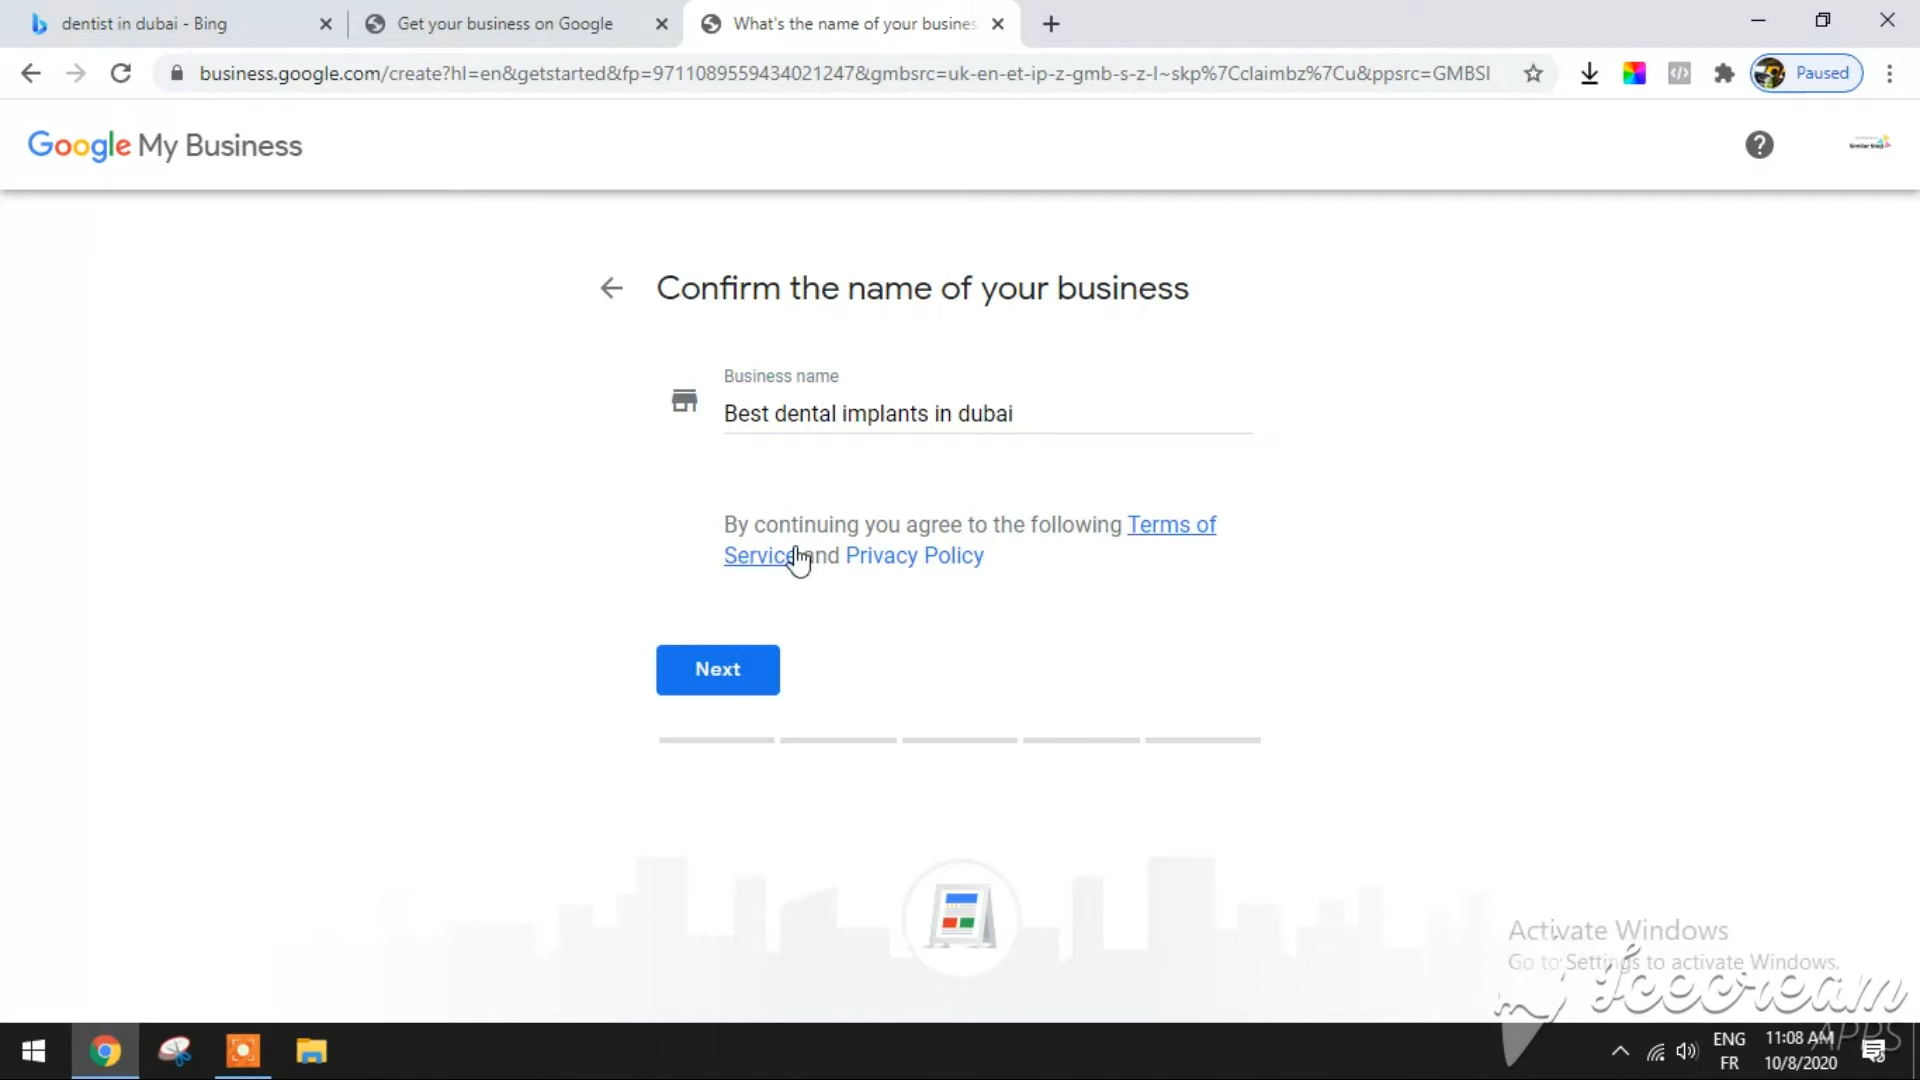 dentist in dubai - Bing
Get your business on Google
What's the name of your busines
business.google.com/create?hl=en&getstarted&fp=9711089559434021247&gmbsrc=uk-en-et-ip-z-gmb-s-z-l~skp%7Cclaimbz%7Cu&ppsrc=GMBSI
Paused
Google My Business
Confirm the name of your business
Business name
Best dental implants in dubai
By continuing you agree to the following Terms of
Service and Privacy Policy
Next
Activate Windows
Go to Settings to activate Windows.
Icecream
APPS
ENG
FR
11:08 AM
10/8/2020